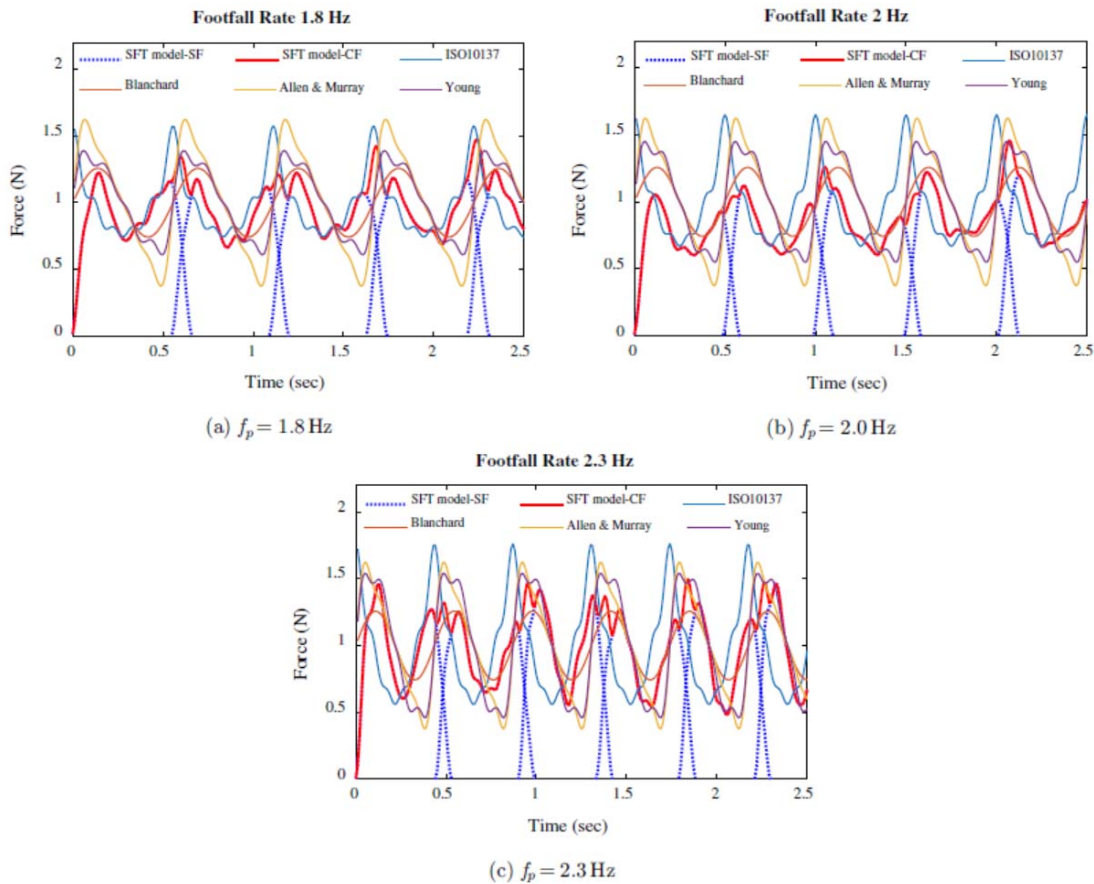 Footfall Rate 1.8 Hz
SFT model-SF SFT model-CF ISO10137
Blanchard Allen & Murray Young
2
1.5
1
0.5
0
Force (N)
0 0.5 1 1.5 2 2.5
Time (sec)
(a) fp = 1.8 Hz
Footfall Rate 2 Hz
SFT model-SF SFT model-CF ISO10137
Blanchard Allen & Murray Young
2
1.5
1
0.5
0
Force (N)
0 0.5 1 1.5 2 2.5
Time (sec)
(b) fp = 2.0 Hz
Footfall Rate 2.3 Hz
SFT model-SF SFT model-CF ISO10137
Blanchard Allen & Murray Young
2
1.5
1
0.5
0
Force (N)
0 0.5 1 1.5 2 2.5
Time (sec)
(c) fp = 2.3 Hz